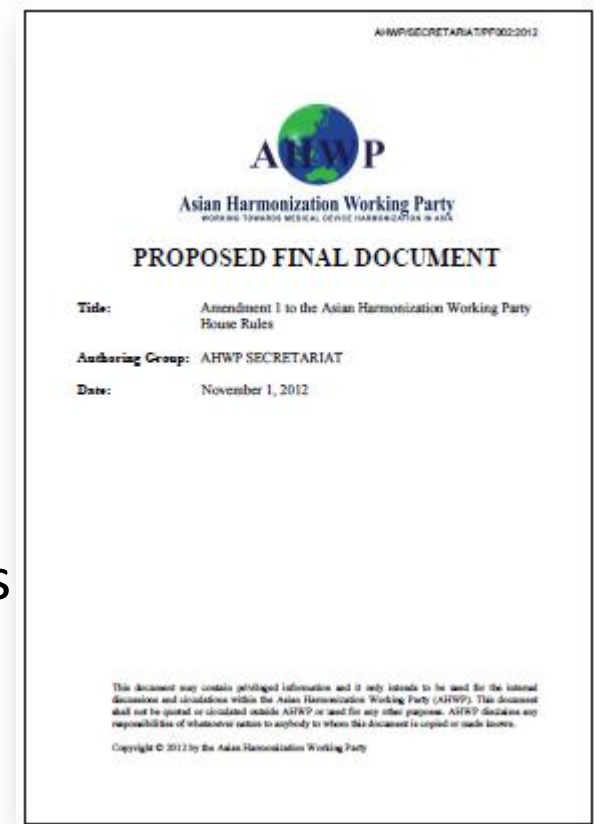 AHWP/SECRETARIAT/PF002:2012
AHWP
Asian Harmonization Working Party
WORKING TOWARDS MEDICAL DEVICE HARMONIZATION IN ASIA
PROPOSED FINAL DOCUMENT
Title: Amendment 1 to the Asian Harmonization Working Party
House Rules
Authoring Group: AHWP SECRETARIAT
Date: November 1, 2012
s
This document may contain privileged information and it only intends to be used for the internal
discussions and circulations within the Asian Harmonization Working Party (AHWP). This document
shall not be quoted or circulated outside AHWP or used for any other purposes. AHWP disclaims any
responsibilities of whatsoever nature to anybody to whom this document is copied or made known.
Copyright © 2012 by the Asian Harmonization Working Party